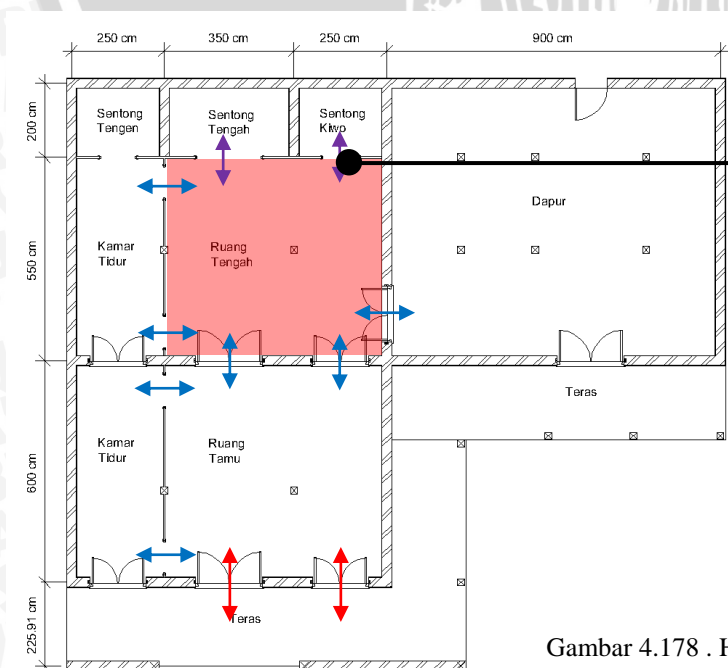 250 cm
350 cm
250 cm
900 cm
200 cm
Sentong
Tengen
Sentong
Tengah
Sentong
Kiwo
550 cm
Dapur
Kamar
Tidur
Ruang
Tengah
Teras
600 cm
Kamar
Tidur
Ruang
Tamu
225.91 cm
Teras
Gambar 4.178 . H